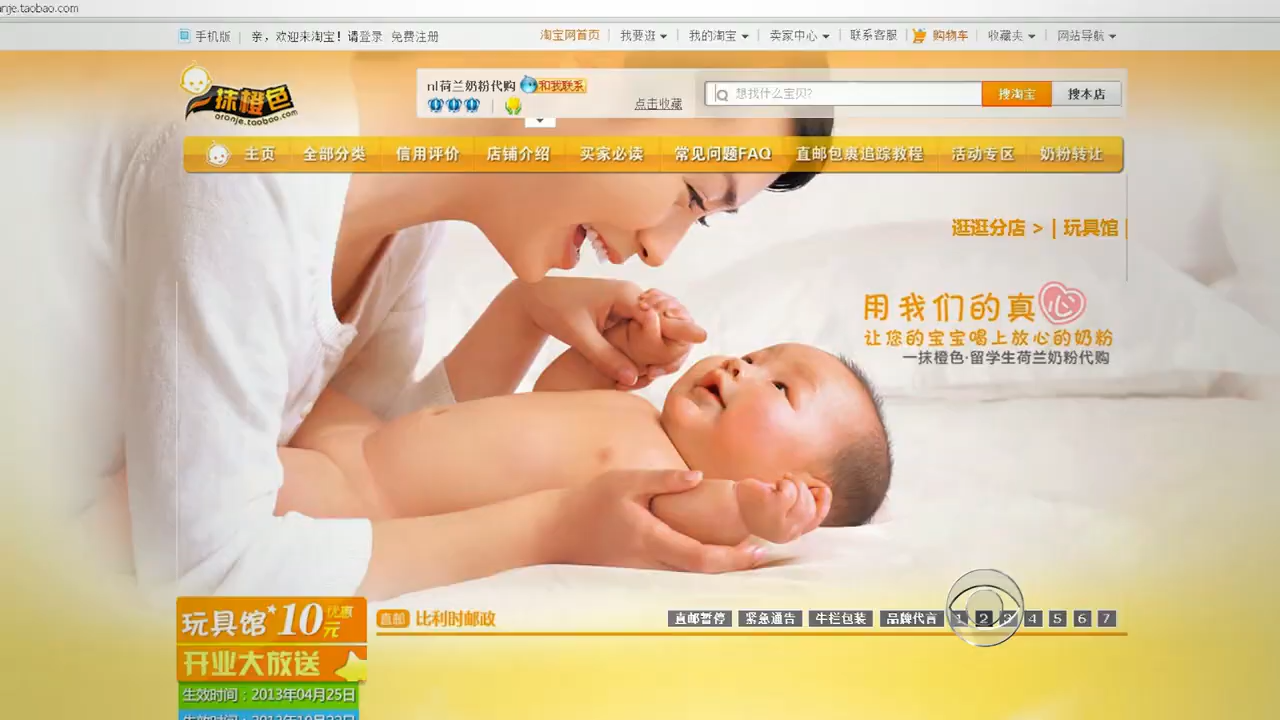 anje.taobao.com
手机版 | 亲，欢迎来淘宝！请登录 免费注册
淘宝网首页 我要逛 我的淘宝 卖家中心 联系客服 购物车 收藏夹 网站导航
抹橙色
oranje.taobao.com
nl荷兰奶粉代购 和我联系
点击收藏
想找什么宝贝?
搜淘宝 搜本店
主页 全部分类 信用评价 店铺介绍 买家必读 常见问题FAQ 直邮包裹追踪教程 活动专区 奶粉转让
逛逛分店 > | 玩具馆 |
用我们的真心
让您的宝宝喝上放心的奶粉
一抹橙色·留学生荷兰奶粉代购
玩具馆 10元 优惠
直邮 比利时邮政
直邮暂停 紧急通告 牛栏包装 品牌代言 1 2 3 4 5 6 7
开业大放送
生效时间：2013年04月25日